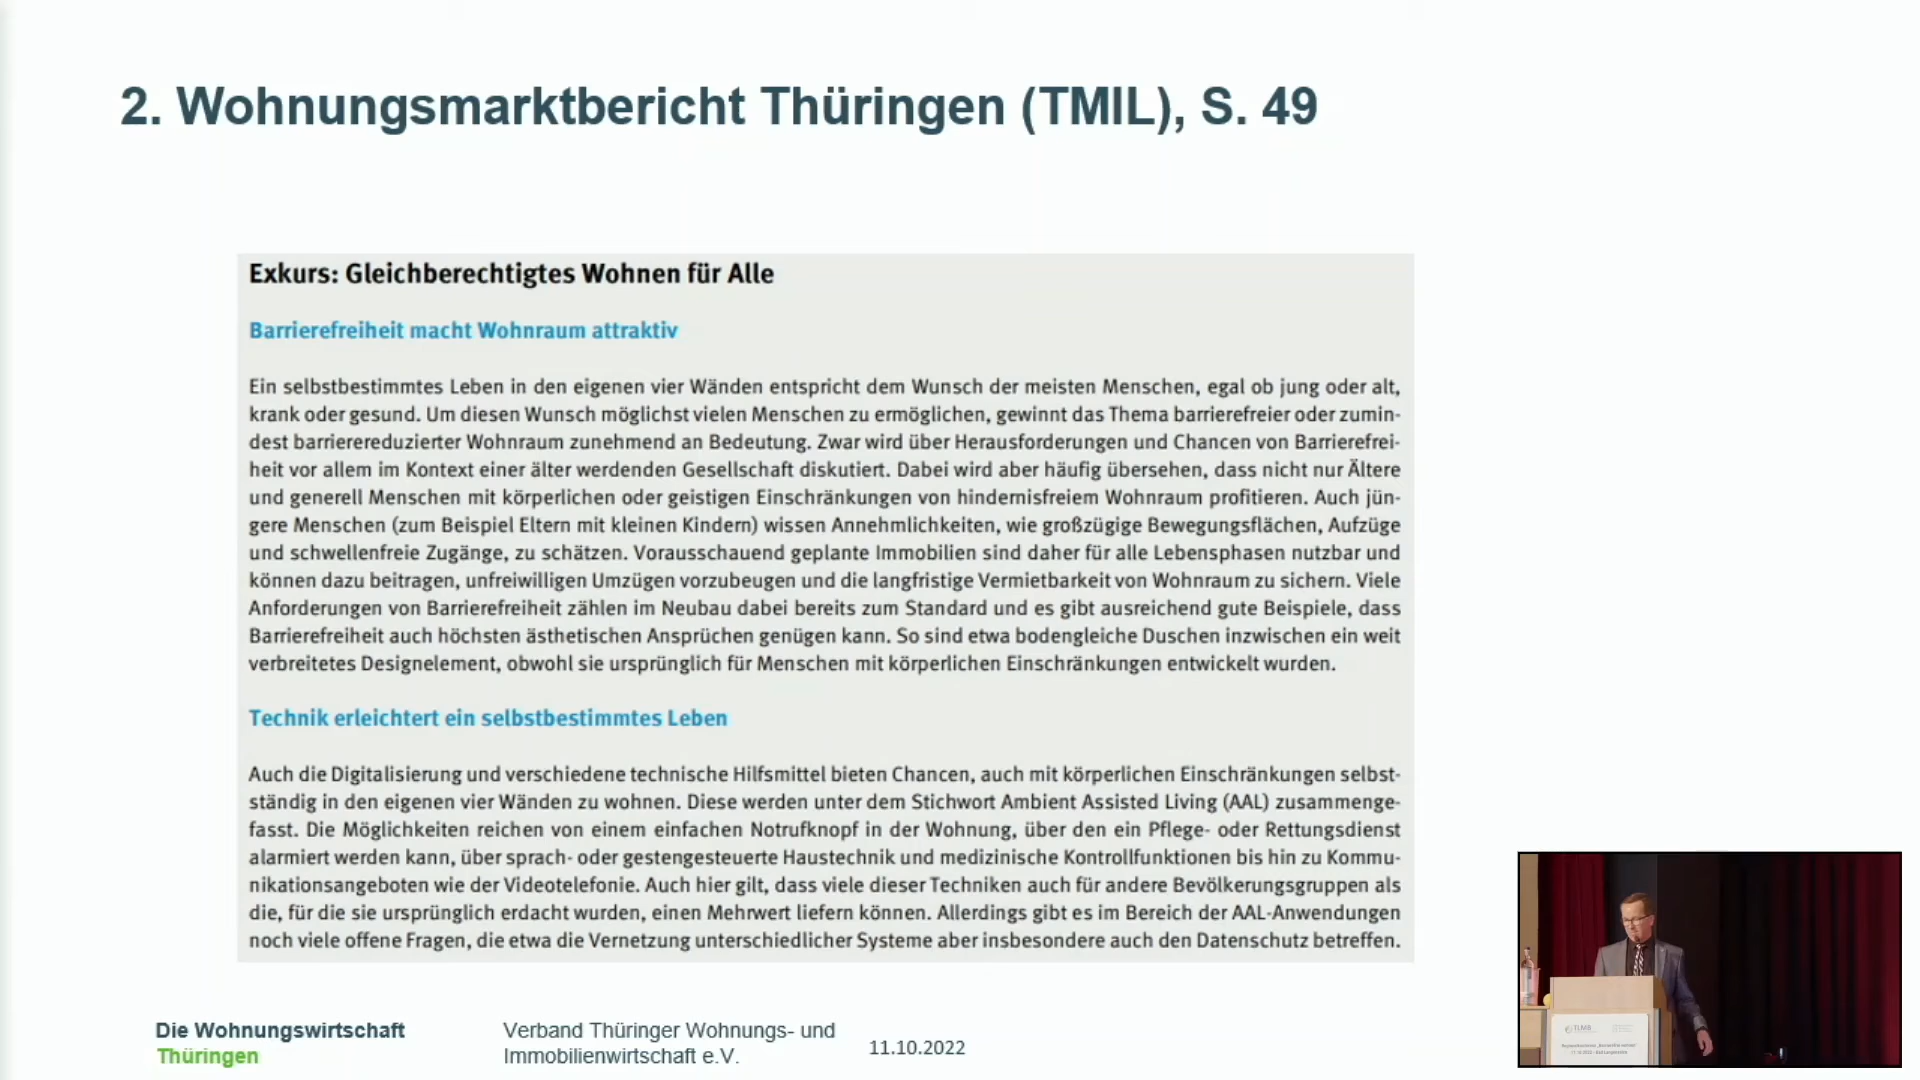 2. Wohnungsmarktbericht Thüringen (TMIL), S. 49
Exkurs: Gleichberechtigtes Wohnen für Alle
Barrierefreiheit macht Wohnraum attraktiv
Ein selbstbestimmtes Leben in den eigenen vier Wänden entspricht dem Wunsch der meisten Menschen, egal ob jung oder alt,
krank oder gesund. Um diesen Wunsch möglichst vielen Menschen zu ermöglichen, gewinnt das Thema barrierefreier oder zumin-
dest barrierereduzierter Wohnraum zunehmend an Bedeutung. Zwar wird über Herausforderungen und Chancen von Barrierefrei-
heit vor allem im Kontext einer älter werdenden Gesellschaft diskutiert. Dabei wird aber häufig übersehen, dass nicht nur Ältere
und generell Menschen mit körperlichen oder geistigen Einschränkungen von hindernisfreiem Wohnraum profitieren. Auch jün-
gere Menschen (zum Beispiel Eltern mit kleinen Kindern) wissen Annehmlichkeiten, wie großzügige Bewegungsflächen, Aufzüge
und schwellenfreie Zugänge, zu schätzen. Vorausschauend geplante Immobilien sind daher für alle Lebensphasen nutzbar und
können dazu beitragen, unfreiwilligen Umzügen vorzubeugen und die langfristige Vermietbarkeit von Wohnraum zu sichern. Viele
Anforderungen von Barrierefreiheit zählen im Neubau dabei bereits zum Standard und es gibt ausreichend gute Beispiele, dass
Barrierefreiheit auch höchsten ästhetischen Ansprüchen genügen kann. So sind etwa bodengleiche Duschen inzwischen ein weit
verbreitetes Designelement, obwohl sie ursprünglich für Menschen mit körperlichen Einschränkungen entwickelt wurden.
Technik erleichtert ein selbstbestimmtes Leben
Auch die Digitalisierung und verschiedene technische Hilfsmittel bieten Chancen, auch mit körperlichen Einschränkungen selbst-
ständig in den eigenen vier Wänden zu wohnen. Diese werden unter dem Stichwort Ambient Assisted Living (AAL) zusammenge-
fasst. Die Möglichkeiten reichen von einem einfachen Notrufknopf in der Wohnung, über den ein Pflege- oder Rettungsdienst
alarmiert werden kann, über sprach- oder gestengesteuerte Haustechnik und medizinische Kontrollfunktionen bis hin zu Kommu-
nikationsangeboten wie der Videotelefonie. Auch hier gilt, dass viele dieser Techniken auch für andere Bevölkerungsgruppen als
die, für die sie ursprünglich erdacht wurden, einen Mehrwert liefern können. Allerdings gibt es im Bereich der AAL-Anwendungen
noch viele offene Fragen, die etwa die Vernetzung unterschiedlicher Systeme aber insbesondere auch den Datenschutz betreffen.
Die Wohnungswirtschaft
Thüringen
Verband Thüringer Wohnungs- und
Immobilienwirtschaft e.V.
11.10.2022
TLMB